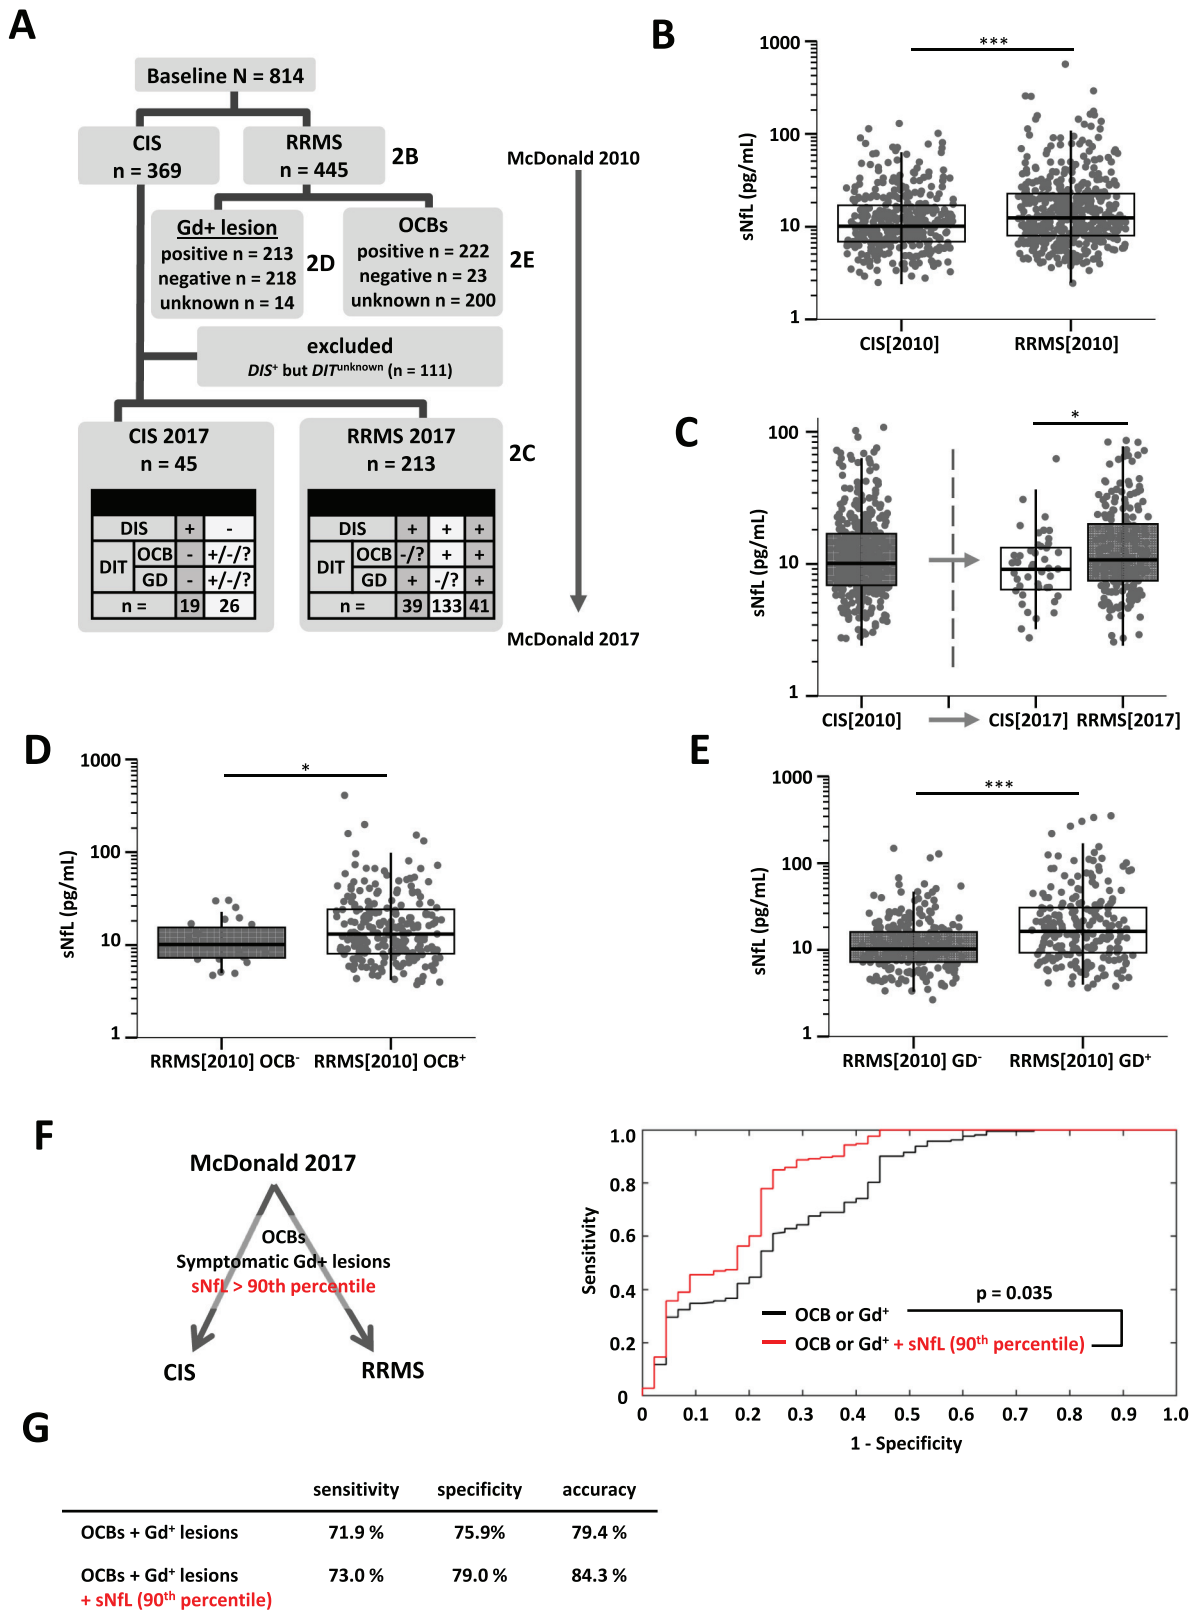 A
Baseline N = 814
CIS
n = 369
RRMS
n = 445
2B
McDonald 2010
Gd+ lesion
positive n = 213
negative n = 218
unknown n = 14
2D
OCBs
positive n = 222
negative n = 23
unknown n = 200
2E
excluded
DIS⁺ but DITᵘⁿᵏⁿᵒʷⁿ (n = 111)
CIS 2017
n = 45
DIS + -
DIT OCB - +/-/?
GD - +/-/?
n = 19 26
RRMS 2017
n = 213
2C
DIS + + +
DIT OCB -/? + +
GD + -/? +
n = 39 133 41
McDonald 2017
B
1000
100
10
1
sNfL (pg/mL)
***
CIS[2010] RRMS[2010]
C
100
10
1
sNfL (pg/mL)
*
CIS[2010] CIS[2017] RRMS[2017]
D
1000
100
10
1
sNfL (pg/mL)
*
RRMS[2010] OCB⁻ RRMS[2010] OCB⁺
E
1000
100
10
1
sNfL (pg/mL)
***
RRMS[2010] GD⁻ RRMS[2010] GD⁺
F
McDonald 2017
OCBs
Symptomatic Gd+ lesions
sNfL > 90th percentile
CIS RRMS
1.0
0.8
0.6
0.4
0.2
0
Sensitivity
p = 0.035
OCB or Gd⁺
OCB or Gd⁺ + sNfL (90ᵗʰ percentile)
0 0.1 0.2 0.3 0.4 0.5 0.6 0.7 0.8 0.9 1.0
1 - Specificity
G
sensitivity specificity accuracy
OCBs + Gd⁺ lesions 71.9 % 75.9% 79.4 %
OCBs + Gd⁺ lesions 73.0 % 79.0 % 84.3 %
+ sNfL (90ᵗʰ percentile)